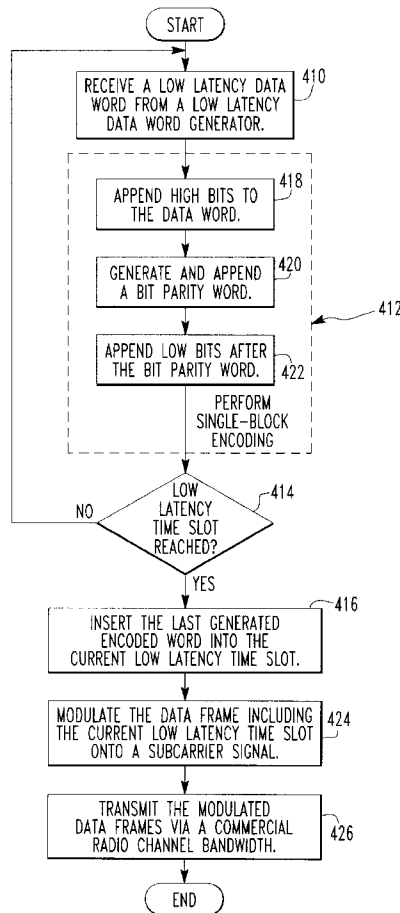 START
RECEIVE A LOW LATENCY DATA
WORD FROM A LOW LATENCY
DATA WORD GENERATOR.
410
APPEND HIGH BITS TO
THE DATA WORD.
418
GENERATE AND APPEND
A BIT PARITY WORD.
420
412
APPEND LOW BITS AFTER
THE BIT PARITY WORD.
422
PERFORM
SINGLE-BLOCK
ENCODING
LOW
LATENCY
TIME SLOT
REACHED?
414
NO
YES
416
INSERT THE LAST GENERATED
ENCODED WORD INTO THE
CURRENT LOW LATENCY TIME SLOT.
MODULATE THE DATA FRAME INCLUDING
THE CURRENT LOW LATENCY TIME SLOT
ONTO A SUBCARRIER SIGNAL.
424
TRANSMIT THE MODULATED
DATA FRAMES VIA A COMMERCIAL
RADIO CHANNEL BANDWIDTH.
426
END